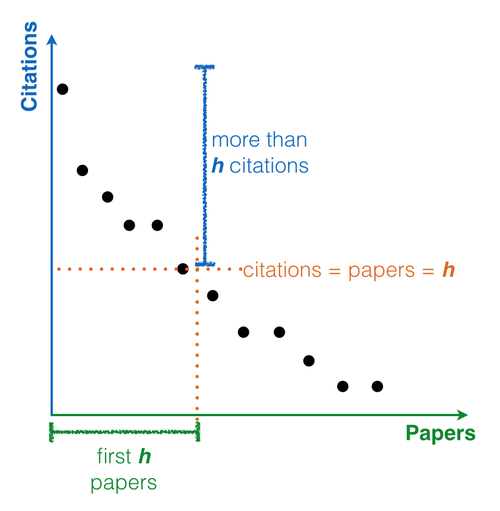 Citations
more than
h citations
citations = papers = h
Papers
first h
papers